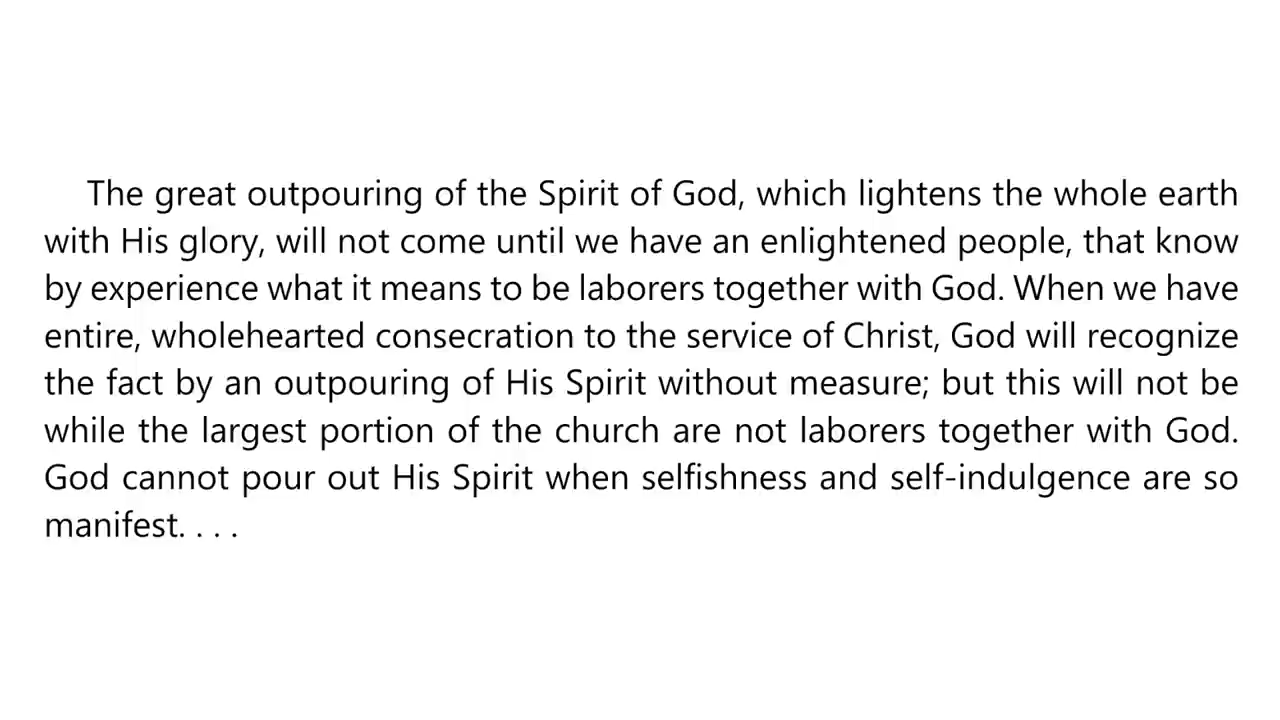 The great outpouring of the Spirit of God, which lightens the whole earth
with His glory, will not come until we have an enlightened people, that know
by experience what it means to be laborers together with God. When we have
entire, wholehearted consecration to the service of Christ, God will recognize
the fact by an outpouring of His Spirit without measure; but this will not be
while the largest portion of the church are not laborers together with God.
God cannot pour out His Spirit when selfishness and self-indulgence are so
manifest. . . .